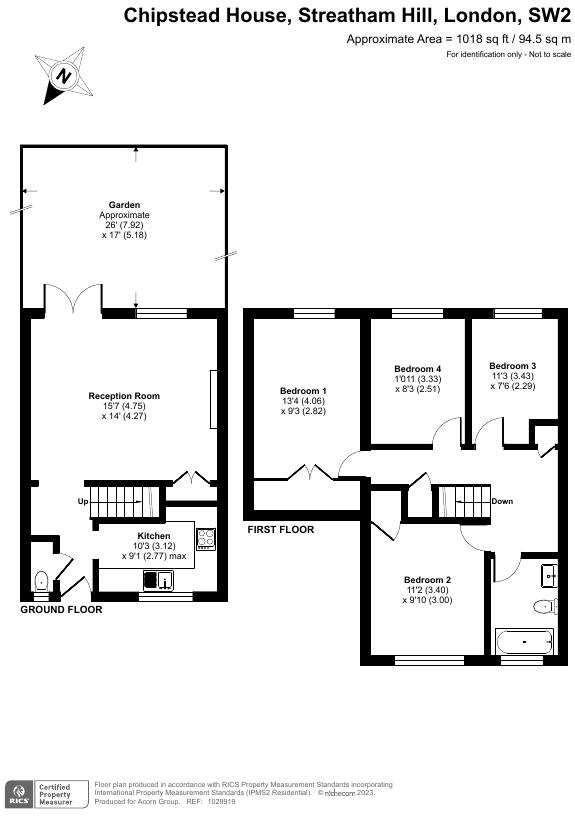 Chipstead House, Streatham Hill, London, SW2
Approximate Area = 1018 sq ft / 94.5 sq m
For identification only - Not to scale
N
Garden
Approximate
26' (7.92)
x 17' (5.18)
Reception Room
15'7 (4.75)
x 14' (4.27)
Up
Kitchen
10'3 (3.12)
x 9'1 (2.77) max
GROUND FLOOR
Bedroom 1
13'4 (4.06)
x 9'3 (2.82)
Bedroom 4
1'011 (3.33)
x 8'3 (2.51)
Bedroom 3
11'3 (3.43)
x 7'6 (2.29)
Down
FIRST FLOOR
Bedroom 2
11'2 (3.40)
x 9'10 (3.00)
RICS
Certified
Property
Measurer
Floor plan produced in accordance with RICS Property Measurement Standards incorporating
International Property Measurement Standards (IPMS2 Residential). © nichecom 2023.
Produced for Acorn Group. REF: 1029919